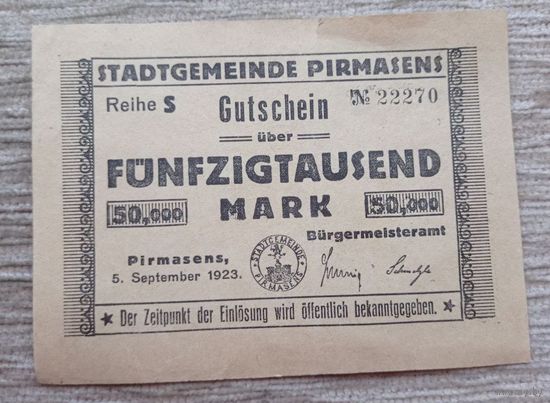 STADTGEMEINDE PIRMASENS
Reihe S Gutschein № 22270
über
FÜNFZIGTAUSEND
50,000 MARK 50,000
Bürgermeisteramt
Pirmasens,
5. September 1923.
STADTGEMEINDE PIRMASENS
★ Der Zeitpunkt der Einlösung wird öffentlich bekanntgegeben. ★